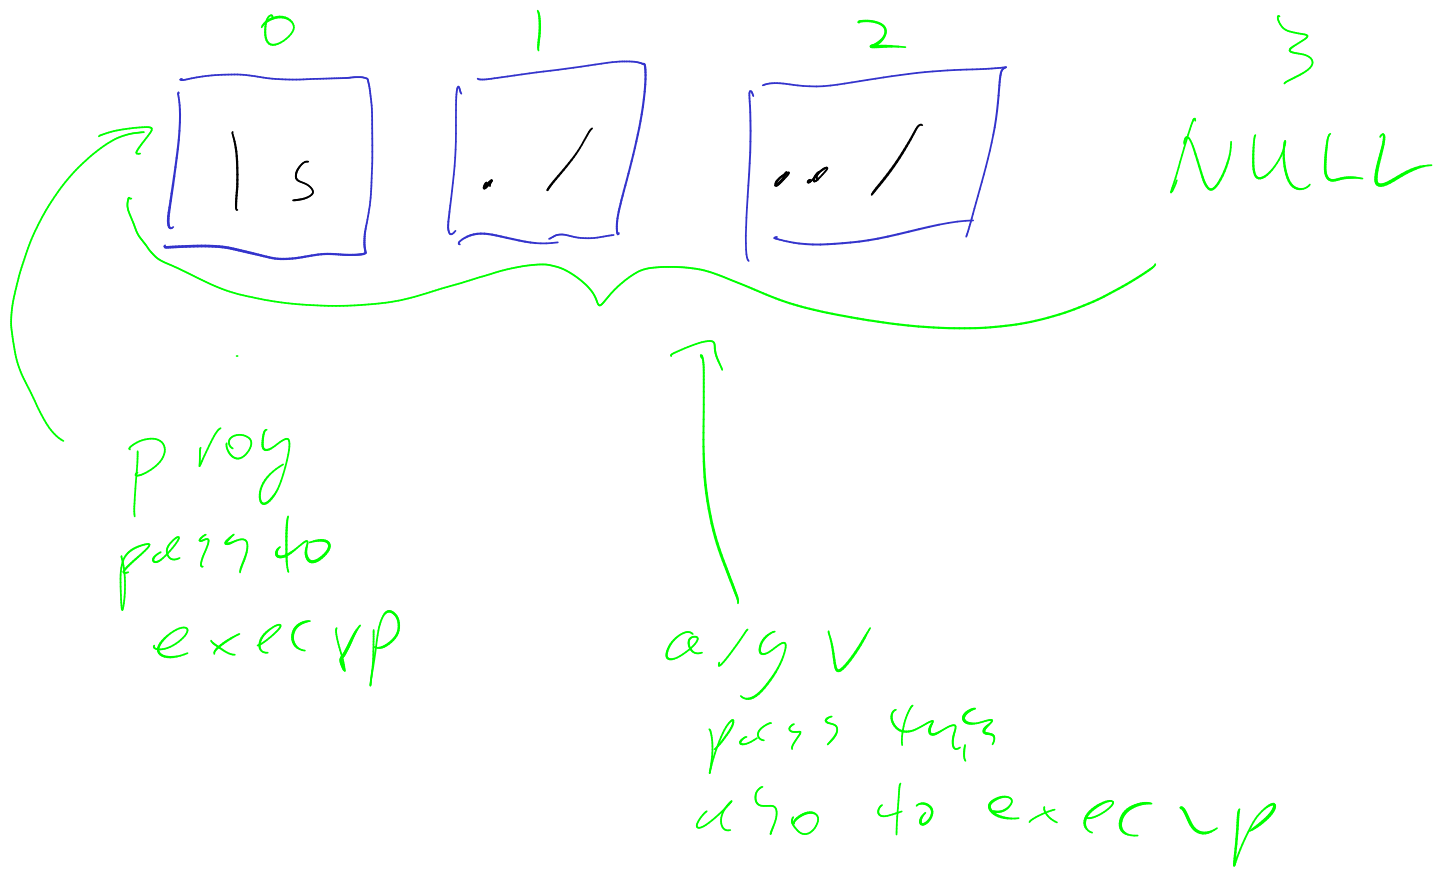 0 1 2 3
ls ./ ../ NULL
prog
pass to
execvp
argv
pass this
also to execvp